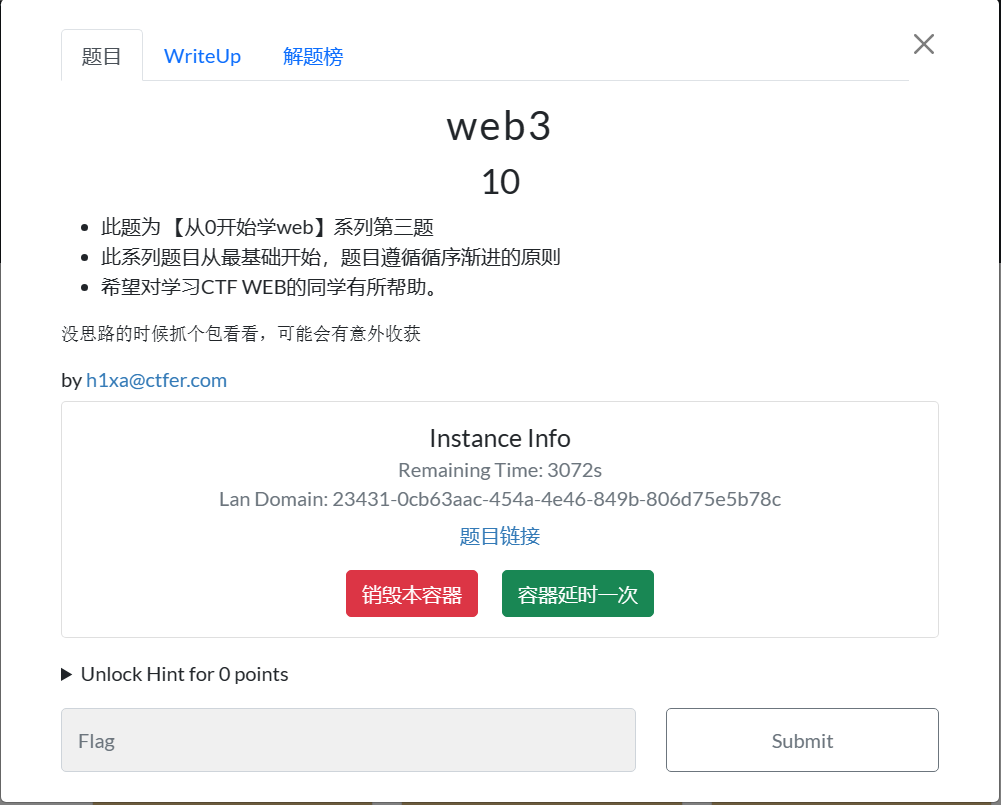 题目 WriteUp 解题榜
web3
10
此题为 【从0开始学web】系列第三题
此系列题目从最基础开始，题目遵循循序渐进的原则
希望对学习CTF WEB的同学有所帮助。
没思路的时候抓个包看看，可能会有意外收获
by h1xa@ctfer.com
Instance Info
Remaining Time: 3072s
Lan Domain: 23431-0cb63aac-454a-4e46-849b-806d75e5b78c
题目链接
销毁本容器 容器延时一次
Unlock Hint for 0 points
Flag Submit